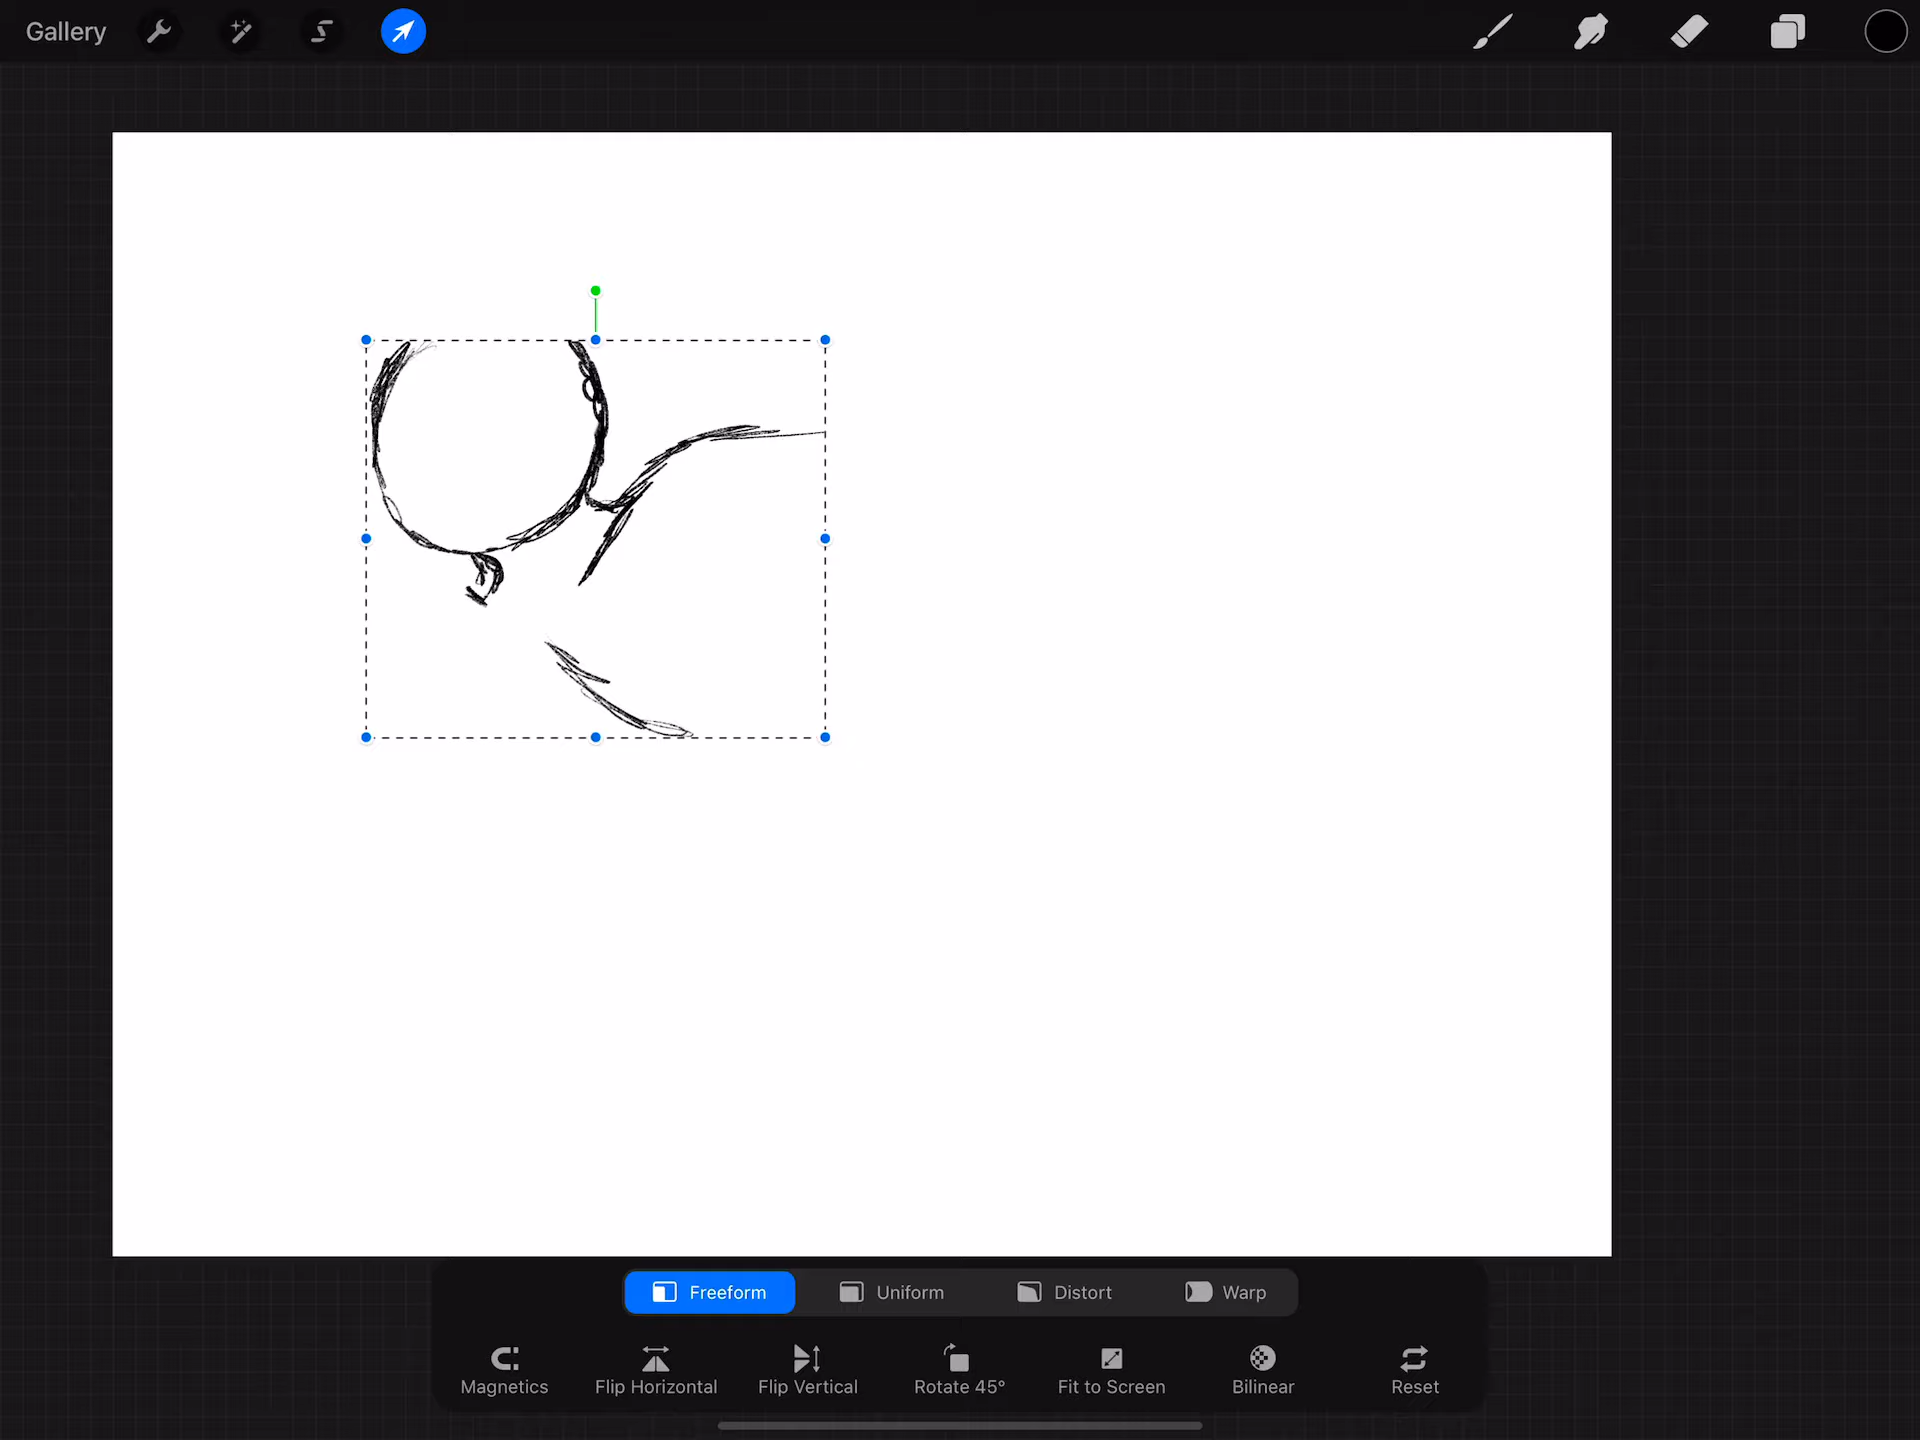 Gallery
Freeform Uniform Distort Warp
Magnetics Flip Horizontal Flip Vertical Rotate 45° Fit to Screen Bilinear Reset